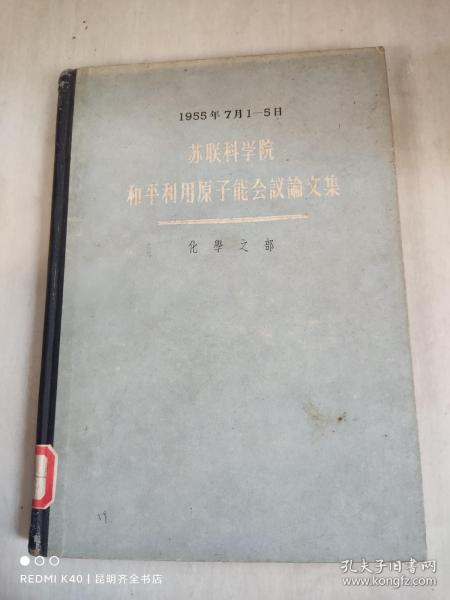 1955年7月1—5日
苏联科学院
和平利用原子能会议論文集
化學之部
19.
REDMI K40 | 昆明齐全书店
孔夫子旧书网
www.kongfz.com